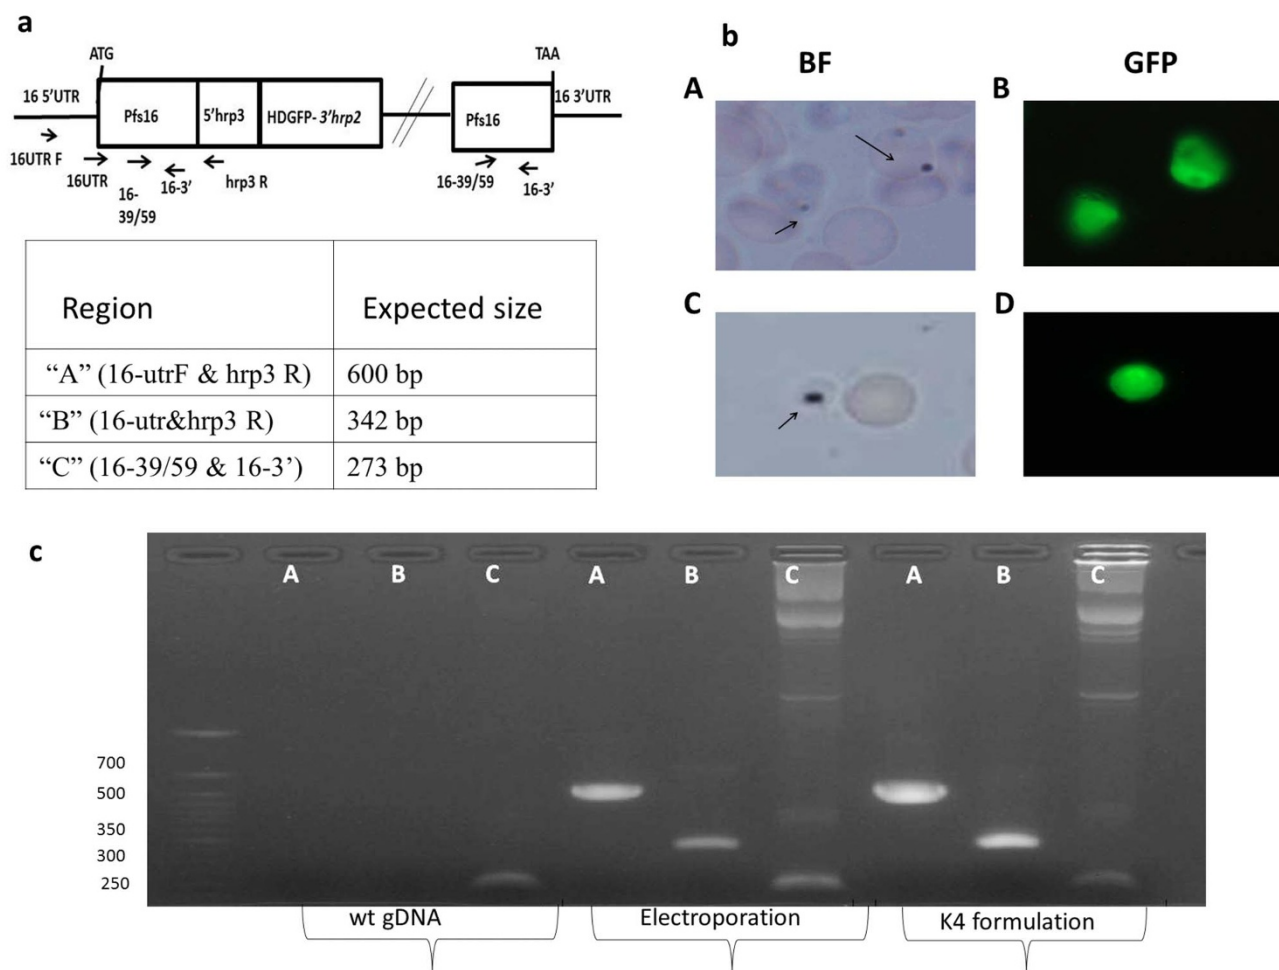 a
ATG
TAA
16 5'UTR
16 3'UTR
Pfs16
5'hrp3
HDGFP-3'hrp2
Pfs16
16UTR F
16UTR
16-
39/59
16-3'
hrp3 R
16-39/59
16-3'
Region
Expected size
“A” (16-utrF & hrp3 R)
600 bp
“B” (16-utr&hrp3 R)
342 bp
“C” (16-39/59 & 16-3’)
273 bp
b
BF
GFP
A
B
C
D
c
A
B
C
A
B
C
A
B
C
700
500
350
300
250
wt gDNA
Electroporation
K4 formulation